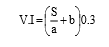 V.I = (S/a + b) 0.3